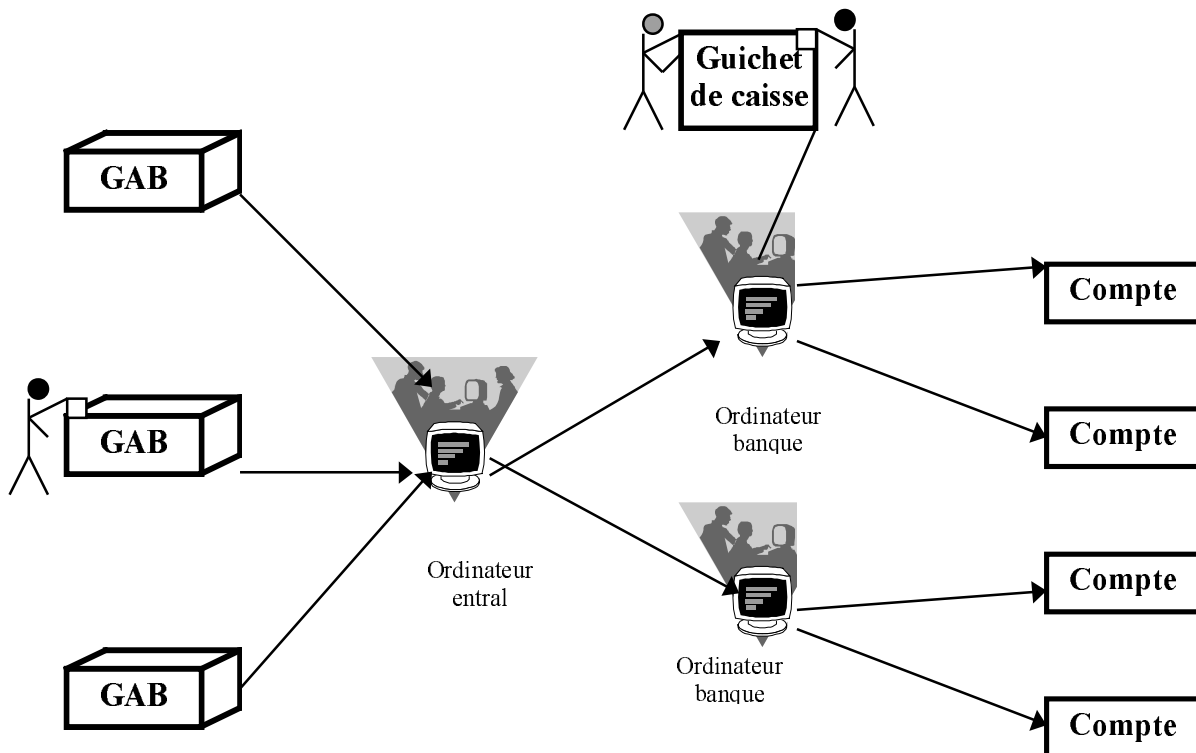 Guichet
de caisse
GAB
Compte
GAB
Ordinateur
banque
Compte
Ordinateur
entral
Compte
Ordinateur
banque
GAB
Compte